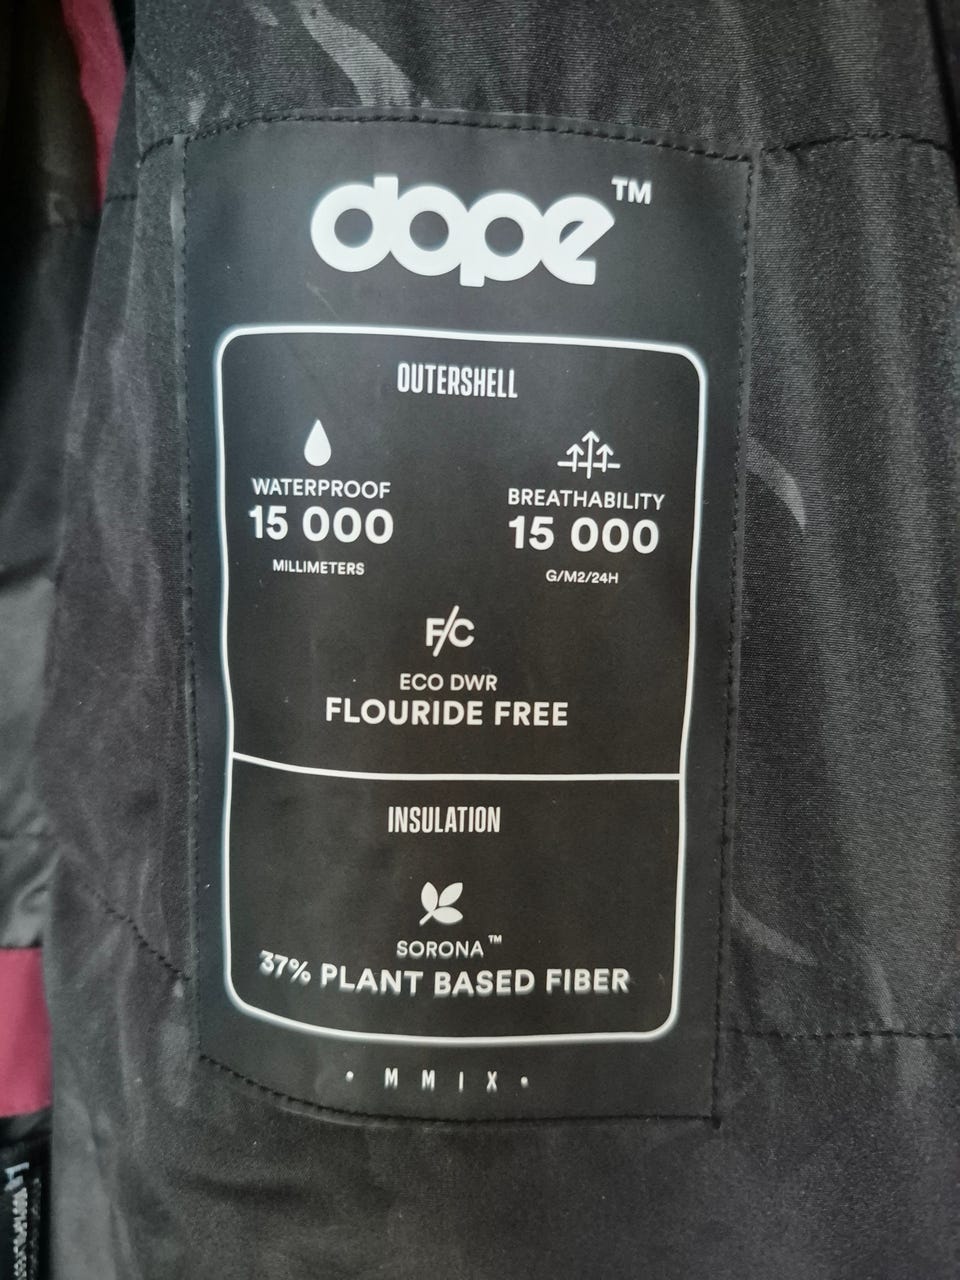 dope™
OUTERSHELL
WATERPROOF
15 000
MILLIMETERS
BREATHABILITY
15 000
G/M2/24H
F/C
ECO DWR
FLOURIDE FREE
INSULATION
SORONA™
37% PLANT BASED FIBER
• M M I X •